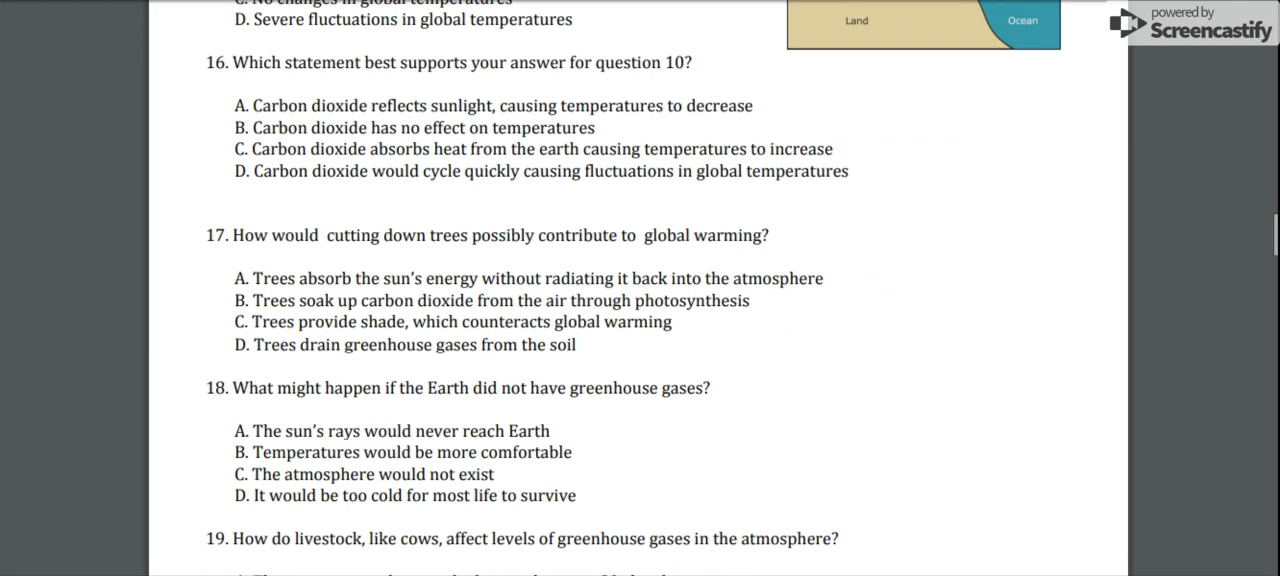 C. No changes in global temperatures
D. Severe fluctuations in global temperatures
Land
Ocean
powered by
Screencastify
16. Which statement best supports your answer for question 10?
A. Carbon dioxide reflects sunlight, causing temperatures to decrease
B. Carbon dioxide has no effect on temperatures
C. Carbon dioxide absorbs heat from the earth causing temperatures to increase
D. Carbon dioxide would cycle quickly causing fluctuations in global temperatures
17. How would cutting down trees possibly contribute to global warming?
A. Trees absorb the sun's energy without radiating it back into the atmosphere
B. Trees soak up carbon dioxide from the air through photosynthesis
C. Trees provide shade, which counteracts global warming
D. Trees drain greenhouse gases from the soil
18. What might happen if the Earth did not have greenhouse gases?
A. The sun's rays would never reach Earth
B. Temperatures would be more comfortable
C. The atmosphere would not exist
D. It would be too cold for most life to survive
19. How do livestock, like cows, affect levels of greenhouse gases in the atmosphere?